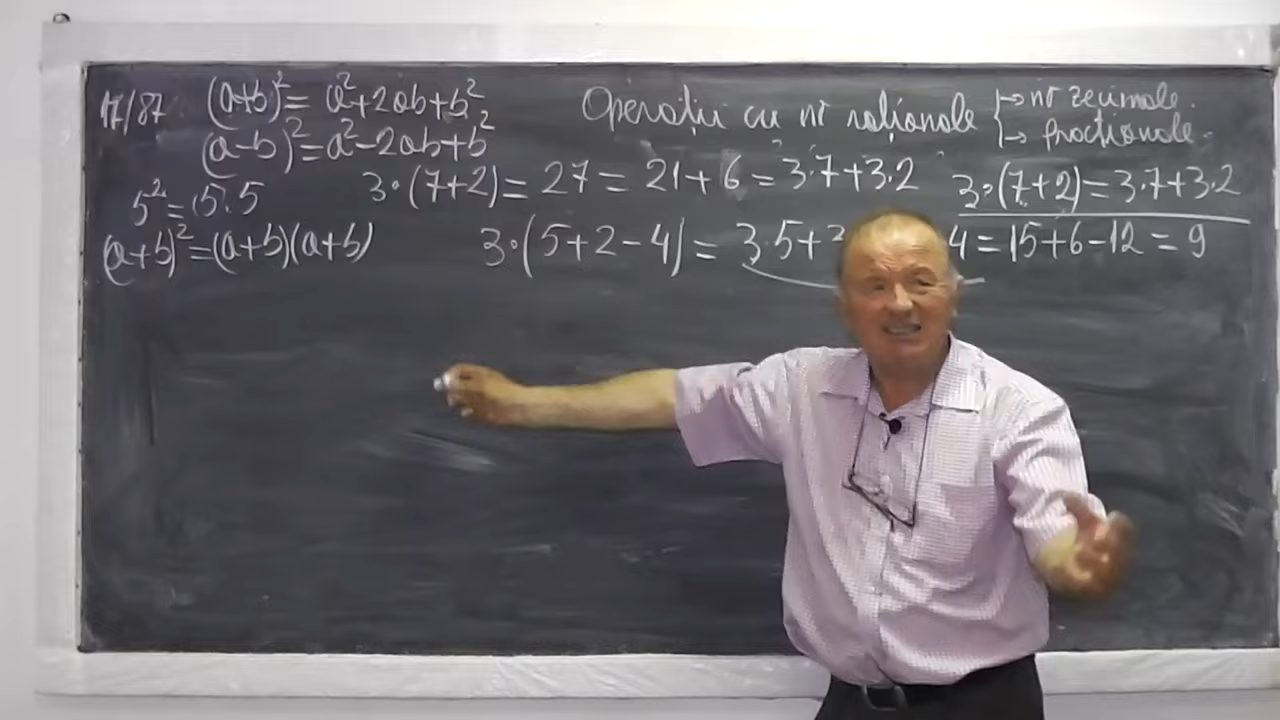 17/87
(a+b)²= a²+2ab+b²
(a-b)²=a²-2ab+b²
5²=5.5
(a+b)²=(a+b)(a+b)
Operații cu nr raționale { → nr zecimale.
→ fracționale.
3·(7+2)= 27 = 21+6 = 3·7+3·2
3·(7+2)=3·7+3·2
3·(5+2-4)= 3·5+ 4=15+6-12=9